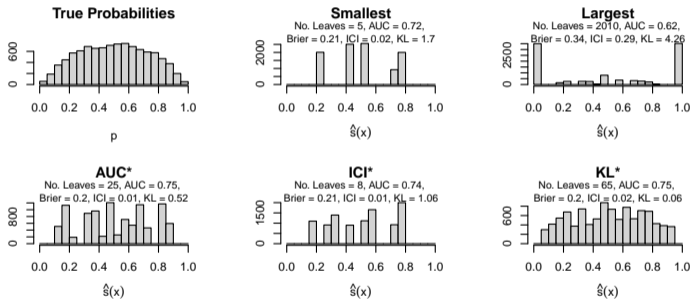 True Probabilities
600
0
0.0 0.2 0.4 0.6 0.8 1.0
p
Smallest
No. Leaves = 5, AUC = 0.72,
Brier = 0.21, ICI = 0.02, KL = 1.7
2000
0
0.0 0.2 0.4 0.6 0.8 1.0
ŝ(x)
Largest
No. Leaves = 2010, AUC = 0.62,
Brier = 0.34, ICI = 0.29, KL = 4.26
2500
0
0.0 0.2 0.4 0.6 0.8 1.0
ŝ(x)
AUC*
No. Leaves = 25, AUC = 0.75,
Brier = 0.2, ICI = 0.01, KL = 0.52
800
0
0.0 0.2 0.4 0.6 0.8 1.0
ŝ(x)
ICI*
No. Leaves = 8, AUC = 0.74,
Brier = 0.21, ICI = 0.01, KL = 1.06
1500
0
0.0 0.2 0.4 0.6 0.8 1.0
ŝ(x)
KL*
No. Leaves = 65, AUC = 0.75,
Brier = 0.2, ICI = 0.02, KL = 0.06
600
0
0.0 0.2 0.4 0.6 0.8 1.0
ŝ(x)